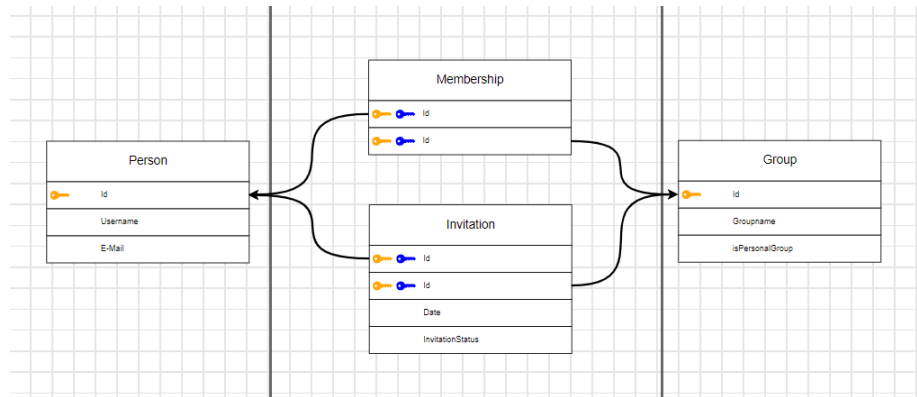 Person
Id
Username
E-Mail
Membership
Id
Id
Invitation
Id
Id
Date
InvitationStatus
Group
Id
Groupname
isPersonalGroup